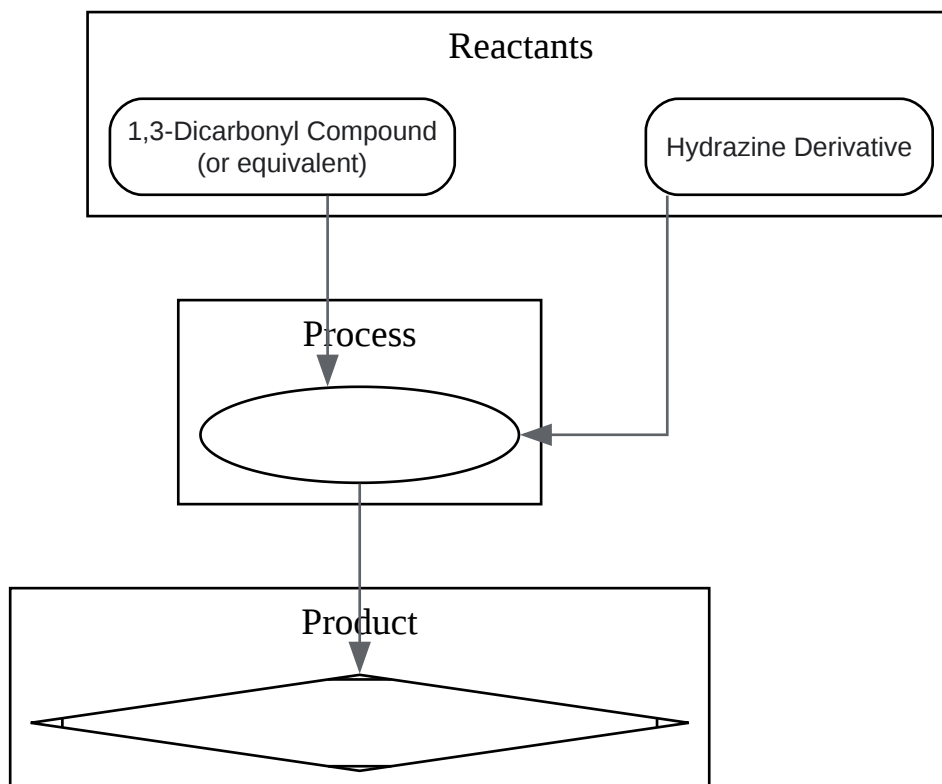 Reactants
1,3-Dicarbonyl Compound
(or equivalent)
Hydrazine Derivative
Process
Product